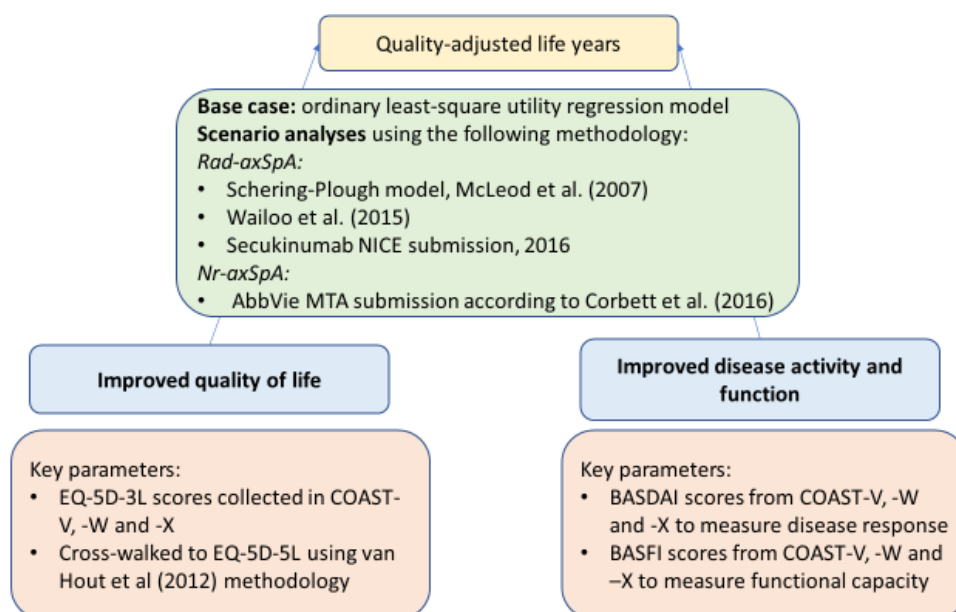 Quality-adjusted life years
Base case: ordinary least-square utility regression model
Scenario analyses using the following methodology:
Rad-axSpA:
• Schering-Plough model, McLeod et al. (2007)
• Wailoo et al. (2015)
• Secukinumab NICE submission, 2016
Nr-axSpA:
• AbbVie MTA submission according to Corbett et al. (2016)
Improved quality of life
Key parameters:
• EQ-5D-3L scores collected in COAST-
V, -W and -X
• Cross-walked to EQ-5D-5L using van
Hout et al (2012) methodology
Improved disease activity and
function
Key parameters:
• BASDAI scores from COAST-V, -W
and -X to measure disease response
• BASFI scores from COAST-V, -W and
–X to measure functional capacity